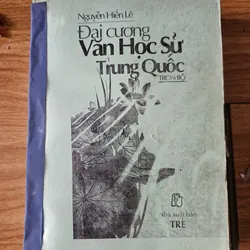 Nguyễn Hiến Lê
Đại cương
Văn Học Sử
Trung Quốc
TRỌN BỘ
nhà xuất bản
TRẺ